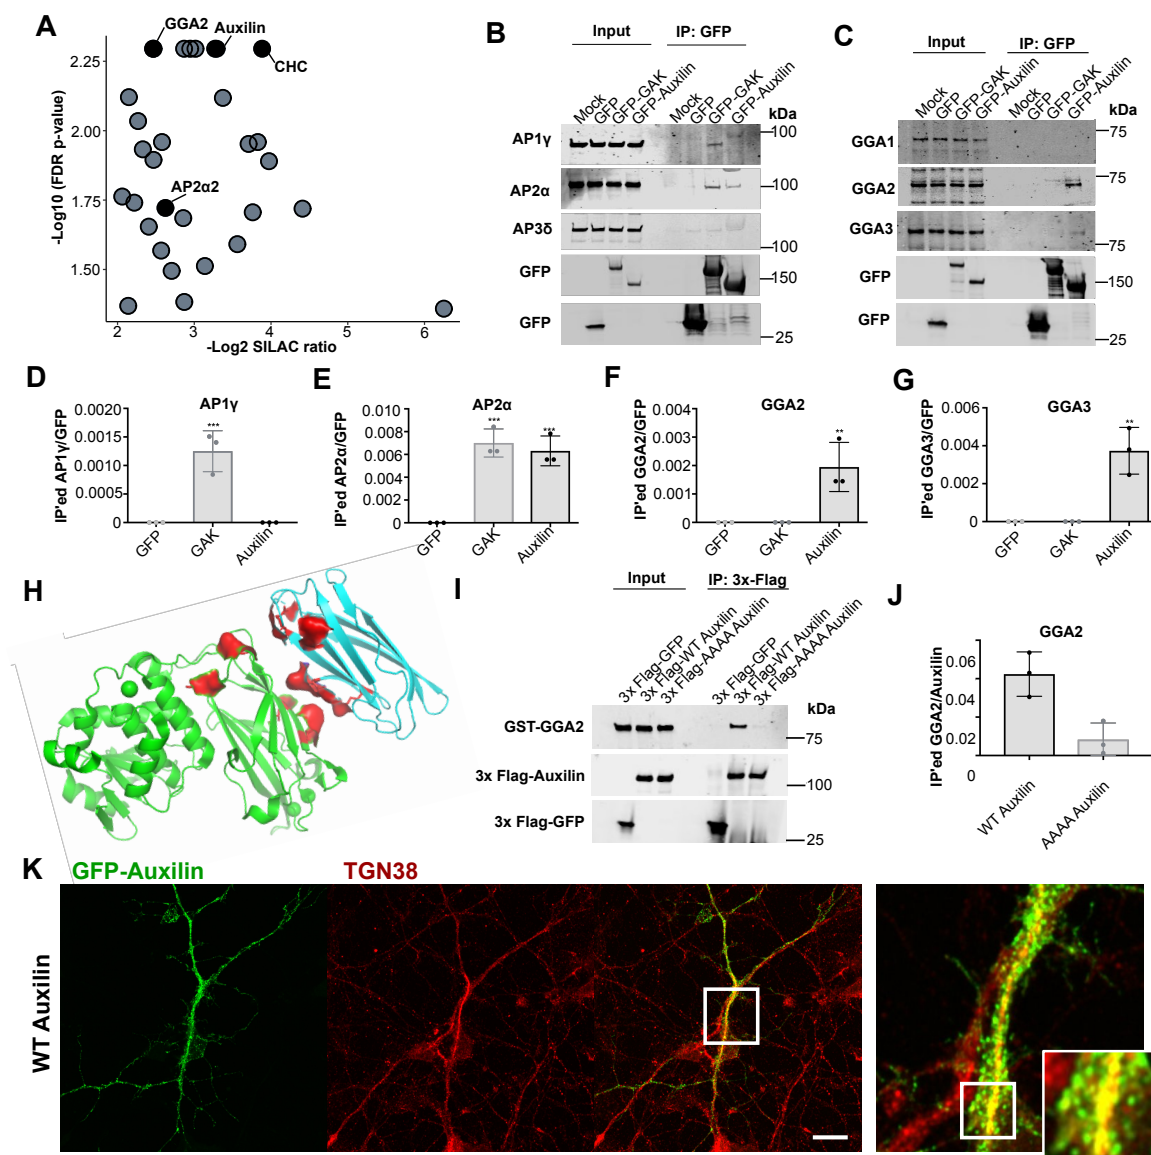 A
GGA2
Auxilin
CHC
AP2α2
2.25
2.00
1.75
1.50
-Log10 (FDR p-value)
2
3
4
5
6
-Log2 SILAC ratio
B
Input
IP: GFP
Mock
GFP
GFP-GAK
GFP-Auxilin
Mock
GFP
GFP-GAK
GFP-Auxilin
kDa
AP1γ
100
AP2α
100
AP3δ
100
GFP
150
GFP
25
C
Input
IP: GFP
Mock
GFP
GFP-GAK
GFP-Auxilin
Mock
GFP
GFP-GAK
GFP-Auxilin
kDa
GGA1
75
GGA2
75
GGA3
75
GFP
150
GFP
25
D
AP1γ
IP'ed AP1γ/GFP
0.0020
0.0015
0.0010
0.0005
0
***
GFP
GAK
Auxilin
E
AP2α
IP'ed AP2α/GFP
0.010
0.008
0.006
0.004
0.002
0
***
***
GFP
GAK
Auxilin
F
GGA2
IP'ed GGA2/GFP
0.004
0.003
0.002
0.001
0
**
GFP
GAK
Auxilin
G
GGA3
IP'ed GGA3/GFP
0.006
0.004
0.002
0
**
GFP
GAK
Auxilin
H
I
Input
IP: 3x-Flag
3x Flag-GFP
3x Flag-WT Auxilin
3x Flag-AAAA Auxilin
3x Flag-GFP
3x Flag-WT Auxilin
3x Flag-AAAA Auxilin
kDa
GST-GGA2
75
3x Flag-Auxilin
100
3x Flag-GFP
25
J
GGA2
IP'ed GGA2/Auxilin
0.06
0.04
0.02
0
WT Auxilin
AAAA Auxilin
K
GFP-Auxilin
TGN38
WT Auxilin